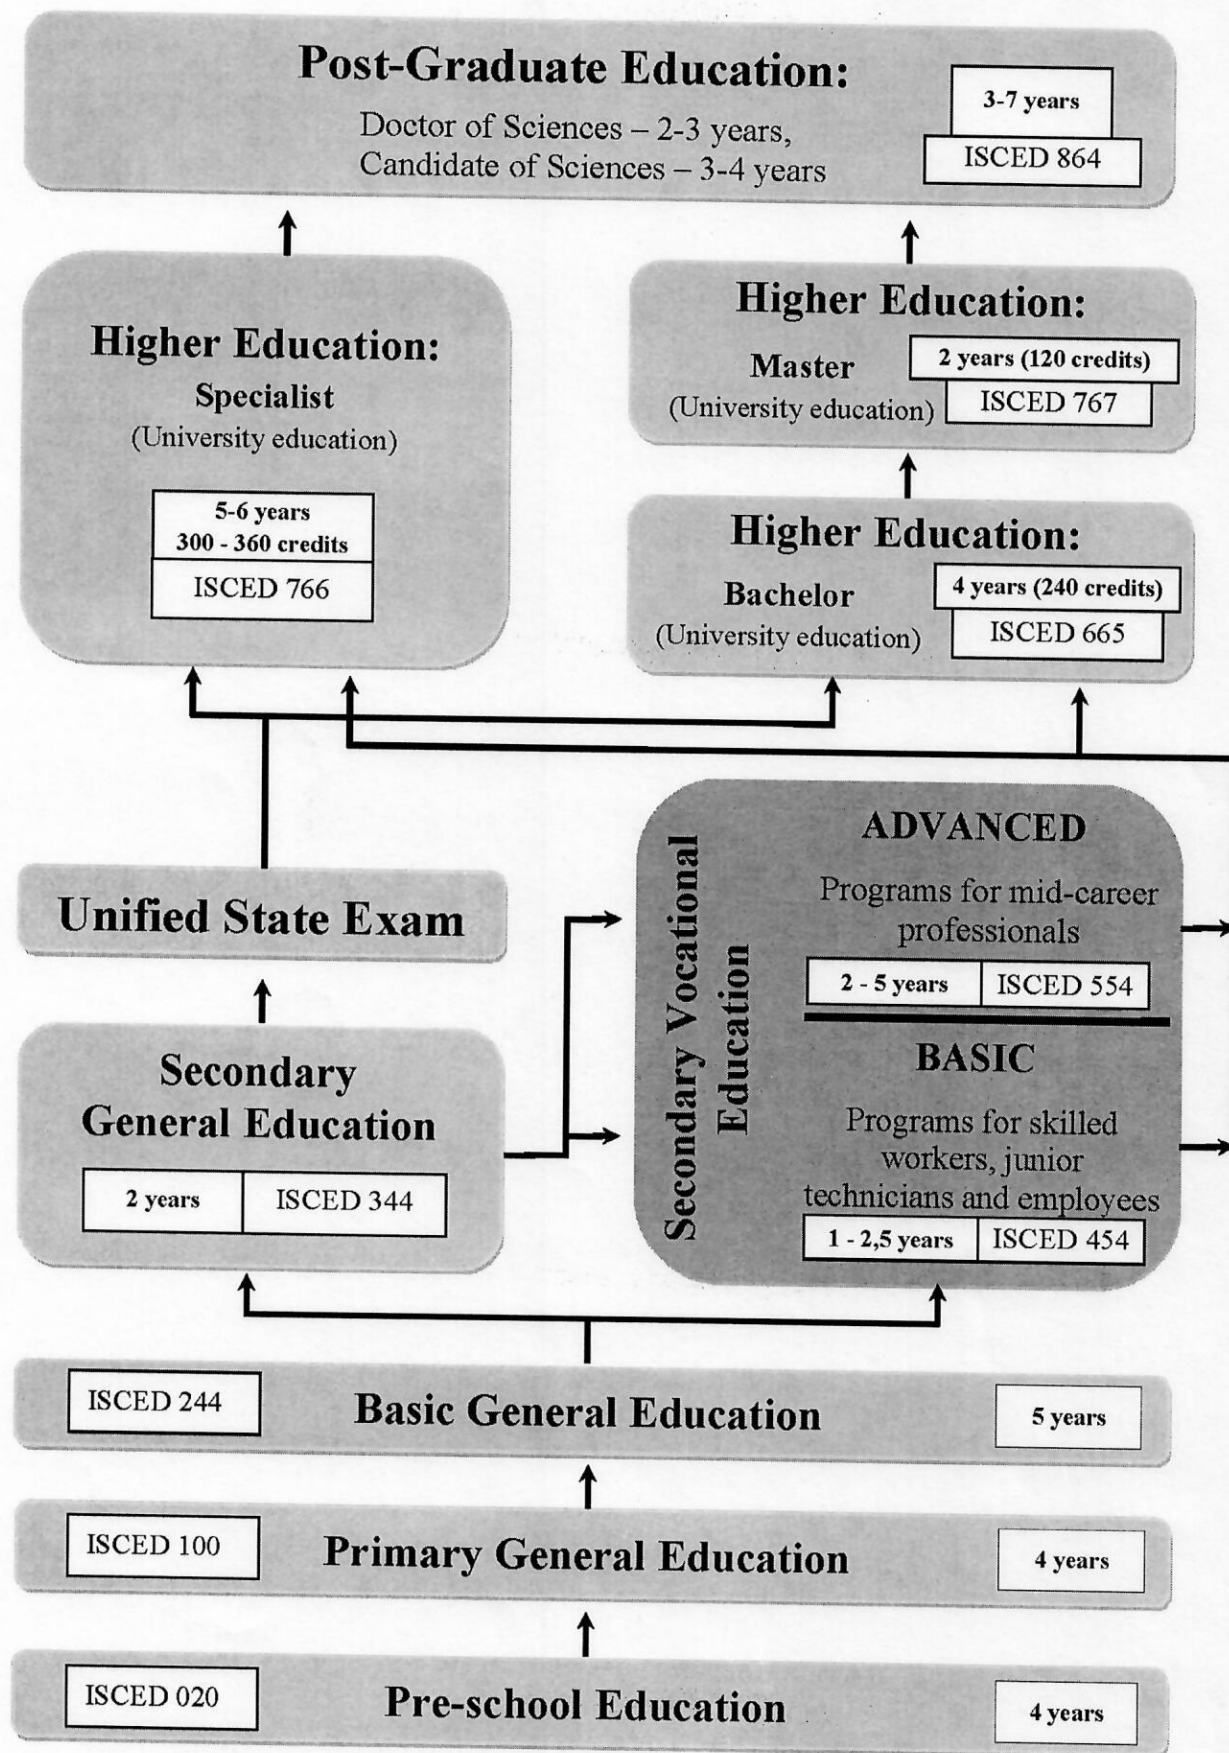 Post-Graduate Education:
Doctor of Sciences – 2-3 years,
Candidate of Sciences – 3-4 years
3-7 years
ISCED 864
Higher Education:
Specialist
(University education)
5-6 years
300 - 360 credits
ISCED 766
Higher Education:
Master
(University education)
2 years (120 credits)
ISCED 767
Higher Education:
Bachelor
(University education)
4 years (240 credits)
ISCED 665
Unified State Exam
Secondary
General Education
2 years
ISCED 344
Secondary Vocational
Education
ADVANCED
Programs for mid-career
professionals
2 - 5 years
ISCED 554
BASIC
Programs for skilled
workers, junior
technicians and employees
1 - 2,5 years
ISCED 454
ISCED 244
Basic General Education
5 years
ISCED 100
Primary General Education
4 years
ISCED 020
Pre-school Education
4 years